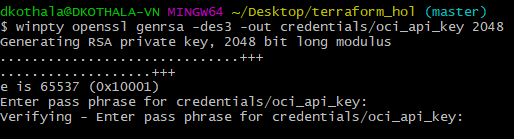 dkothala@DKOTHALA-VN MINGW64 ~/Desktop/terraform_hol (master)
$ winpty openssl genrsa -des3 -out credentials/oci_api_key 2048
Generating RSA private key, 2048 bit long modulus
..............................+++
...................+++
e is 65537 (0x10001)
Enter pass phrase for credentials/oci_api_key:
Verifying - Enter pass phrase for credentials/oci_api_key: